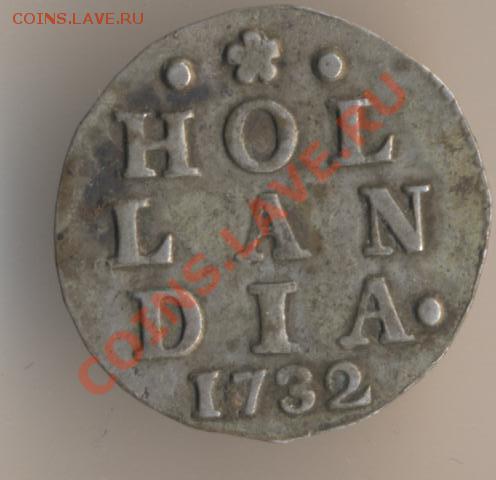 COINS.LAVE.RU
· ·
HOL
LAN
DIA·
1732
COINS.LAVE.RU